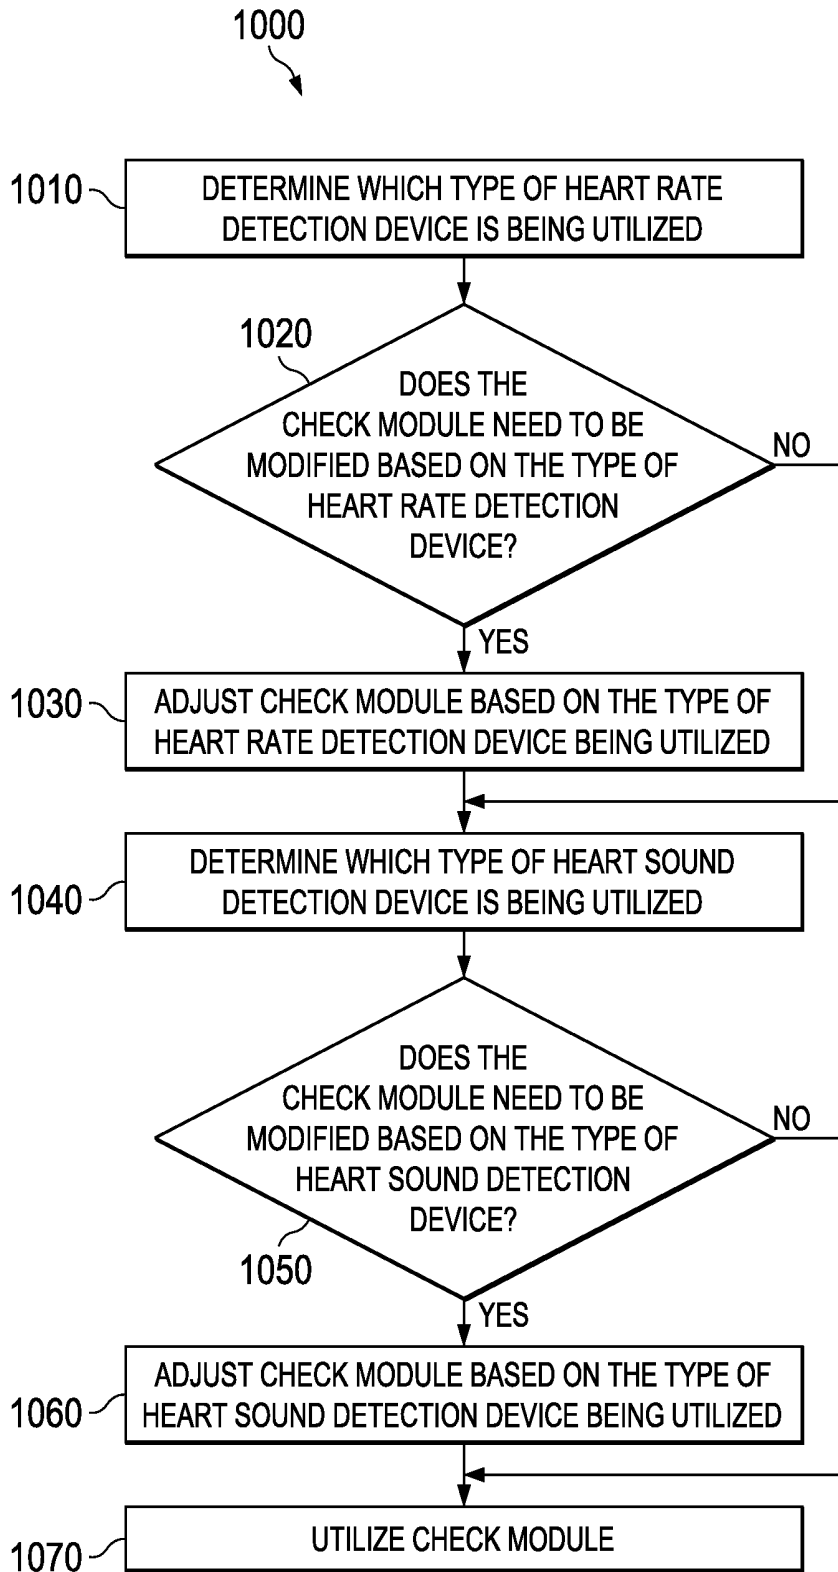 1000
1010
DETERMINE WHICH TYPE OF HEART RATE
DETECTION DEVICE IS BEING UTILIZED
1020
DOES THE
CHECK MODULE NEED TO BE
MODIFIED BASED ON THE TYPE OF
HEART RATE DETECTION
DEVICE?
NO
YES
1030
ADJUST CHECK MODULE BASED ON THE TYPE OF
HEART RATE DETECTION DEVICE BEING UTILIZED
1040
DETERMINE WHICH TYPE OF HEART SOUND
DETECTION DEVICE IS BEING UTILIZED
DOES THE
CHECK MODULE NEED TO BE
MODIFIED BASED ON THE TYPE OF
HEART SOUND DETECTION
DEVICE?
NO
1050
YES
1060
ADJUST CHECK MODULE BASED ON THE TYPE OF
HEART SOUND DETECTION DEVICE BEING UTILIZED
1070
UTILIZE CHECK MODULE